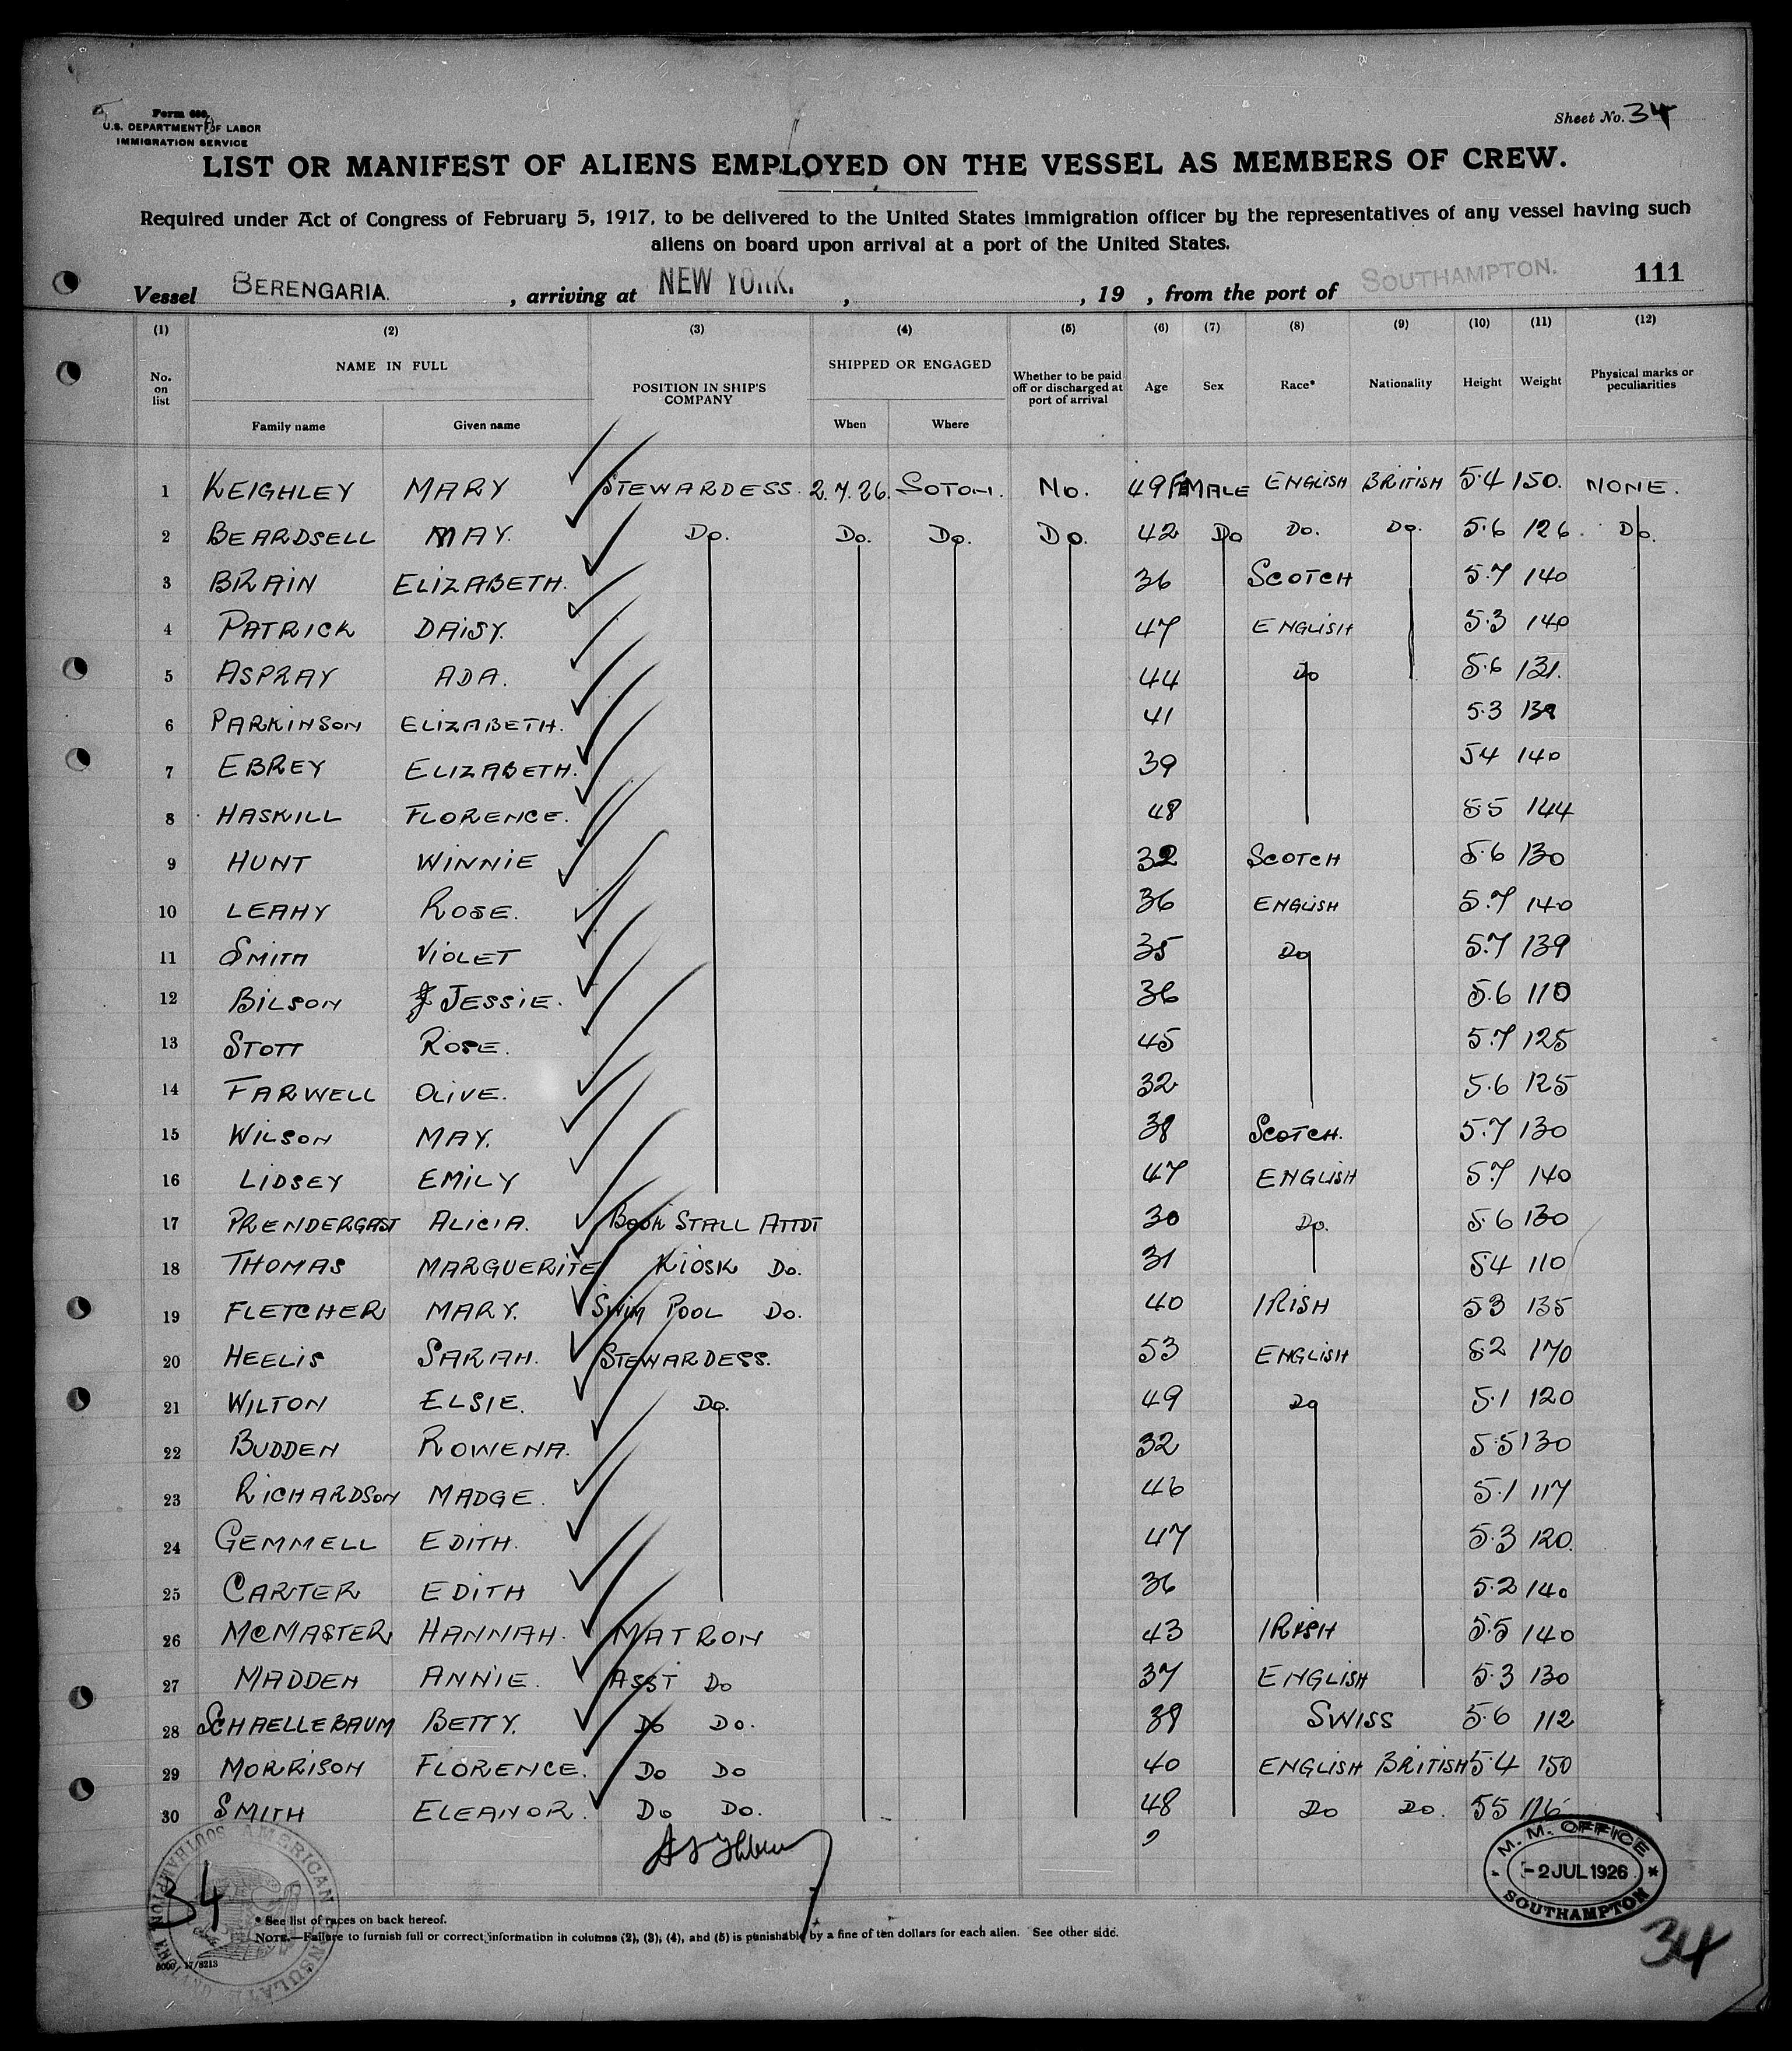 Form 680
U.S. DEPARTMENT OF LABOR
IMMIGRATION SERVICE
Sheet No. 34
LIST OR MANIFEST OF ALIENS EMPLOYED ON THE VESSEL AS MEMBERS OF CREW.
Required under Act of Congress of February 5, 1917, to be delivered to the United States immigration officer by the representatives of any vessel having such
aliens on board upon arrival at a port of the United States.
Vessel BERENGARIA. , arriving at NEW YORK. , , 19 , from the port of SOUTHAMPTON. 111
(1) (2) (3) (4) (5) (6) (7) (8) (9) (10) (11) (12)
No. on list NAME IN FULL POSITION IN SHIP'S COMPANY SHIPPED OR ENGAGED Whether to be paid off or discharged at port of arrival Age Sex Race* Nationality Height Weight Physical marks or peculiarities
Family name Given name When Where
1 KEIGHLEY MARY STEWARDESS. 2.7.26. SOTON. No. 49 FEMALE ENGLISH BRITISH 5.4 150. NONE.
2 BEARDSELL MAY. Do. Do. Do. Do. 42 Do Do. Do. 5.6 126. Do.
3 BRAIN ELIZABETH. 36 SCOTCH 5.7 140
4 PATRICK DAISY. 47 ENGLISH 5.3 140
5 ASPRAY ADA. 44 Do 5.6 131.
6 PARKINSON ELIZABETH. 41 5.3 138
7 EBREY ELIZABETH. 39 54 140
8 HASKILL FLORENCE. 48 5.5 144
9 HUNT WINNIE 32 SCOTCH 5.6 130
10 LEAHY ROSE. 36 ENGLISH 5.7 140
11 SMITH VIOLET 35 Do 5.7 139
12 BILSON JESSIE. 36 5.6 110
13 STOTT ROSE. 45 5.7 125
14 FARWELL OLIVE. 32 5.6 125
15 WILSON MAY. 38 SCOTCH. 5.7 130
16 LIDSEY EMILY 47 ENGLISH 5.7 140
17 PRENDERGAST ALICIA. BOOK STALL ATTDT 30 Do. 5.6 130
18 THOMAS MARGUERITE KIOSK Do. 31 54 110
19 FLETCHER MARY. SWIM POOL Do. 40 IRISH 53 135
20 HEELIS SARAH. STEWARDESS. 53 ENGLISH 52 170
21 WILTON ELSIE. Do. 49 Do 5.1 120
22 BUDDEN ROWENA. 32 5.5 130
23 RICHARDSON MADGE. 46 5.1 117
24 GEMMELL EDITH. 47 5.3 120.
25 CARTER EDITH 36 5.2 140
26 MCMASTER HANNAH. MATRON 43 IRISH 5.5 140
27 MADDEN ANNIE. ASST Do 37 ENGLISH 5.3 130
28 SCHAELLEBAUM BETTY. Do Do. 39 SWISS 5.6 112
29 MORRISON FLORENCE. Do Do 40 ENGLISH BRITISH 5.4 150
30 SMITH ELEANOR. Do Do. 48 Do Do. 55 116
M. M. OFFICE
-2 JUL 1926
SOUTHAMPTON
AMERICAN CONSULATE
SOUTHAMPTON
34
* See list of races on back hereof.
NOTE.—Failure to furnish full or correct information in columns (2), (3), (4), and (5) is punishable by a fine of ten dollars for each alien. See other side.
34